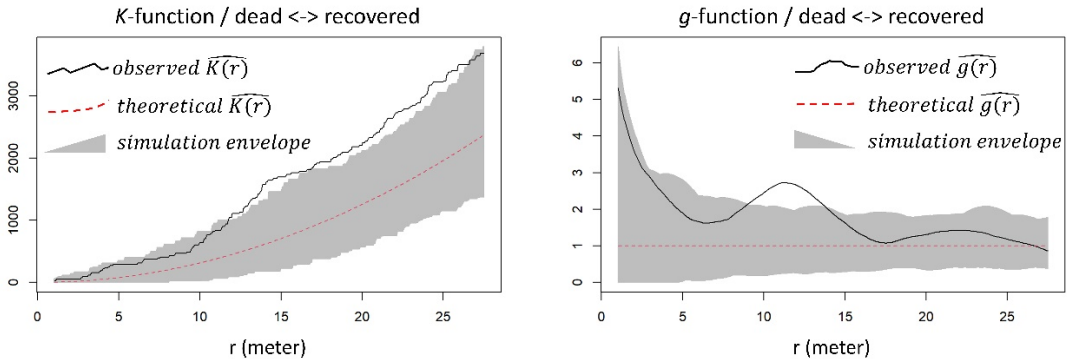 K-function / dead <-> recovered
3000
1000
0
observed K(r)
theoretical K(r)
simulation envelope
0 5 10 15 20 25
r (meter)
g-function / dead <-> recovered
6
5
4
3
2
1
0
observed g(r)
theoretical g(r)
simulation envelope
0 5 10 15 20 25
r (meter)